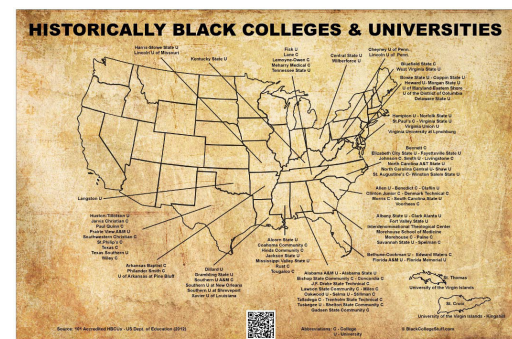 HISTORICALLY BLACK COLLEGES & UNIVERSITIES
Harris-Stowe State U
Lincoln U of Missouri
Kentucky State U
Fisk U
Lane C
Lemoyne-Owen C
Meharry Medical C
Tennessee State U
Central State U
Wilberforce U
Cheyney U of Penn.
Lincoln U of Penn.
Bluefield State C
West Virginia State U
Bowie State U - Coppin State U
Howard U - Morgan State U
U of Maryland-Eastern Shore
U of the District of Columbia
Delaware State U
Hampton U - Norfolk State U
St.Paul's C - Virginia State U
Virginia Union U
Virginia University of Lynchburg
Bennett C
Elizabeth City State U - Fayetteville State U
Johnson C. Smith U - Livingstone C
North Carolina A&T State U
North Carolina Central U- Shaw U
St. Augustine's C- Winston Salem State U
Allen U - Benedict C - Claflin U
Clinton Junior C - Denmark Technical C
Morris C - South Carolina State U
Voorhees C
Albany State U - Clark Atlanta U
Fort Valley State U
Interdenominational Theological Center
Morehouse School of Medicine
Morehouse C - Paine C
Savannah State U - Spelman C
Bethune-Cookman U - Edward Waters C
Florida A&M U - Florida Memorial U
Langston U
Huston-Tillotson U
Jarvis Christian C
Paul Quinn C
Prairie View A&M U
Southwestern Christian C
St.Philip's C
Texas C
Texas Southern U
Wiley C
Arkansas Baptist C
Philander Smith C
U of Arkansas at Pine Bluff
Dillard U
Grambling State U
Southern U A&M C
Southern U at New Orleans
Southern U at Shreveport
Xavier U of Louisiana
Alcorn State U
Coahoma Community C
Hinds Community C
Jackson State U
Mississippi Valley State U
Rust C
Tougaloo C
Alabama A&M U - Alabama State U
Bishop State Community C - Concordia C
J.F. Drake State Technical C
Lawson State Community C - Miles C
Oakwood U - Selma U - Stillman C
Talladega C - Trenholm State Technical C
Tuskegee U - Shelton State Community C
Gadsden State Community C
St. Thomas
University of the Virgin Islands
St. Croix
University of the Virgin Islands - Kingshill
Source: 101 Accredited HBCUs - US Dept. of Education (2012)
Abbreviations: C - College
U - University
© BlackCollegeStuff.com